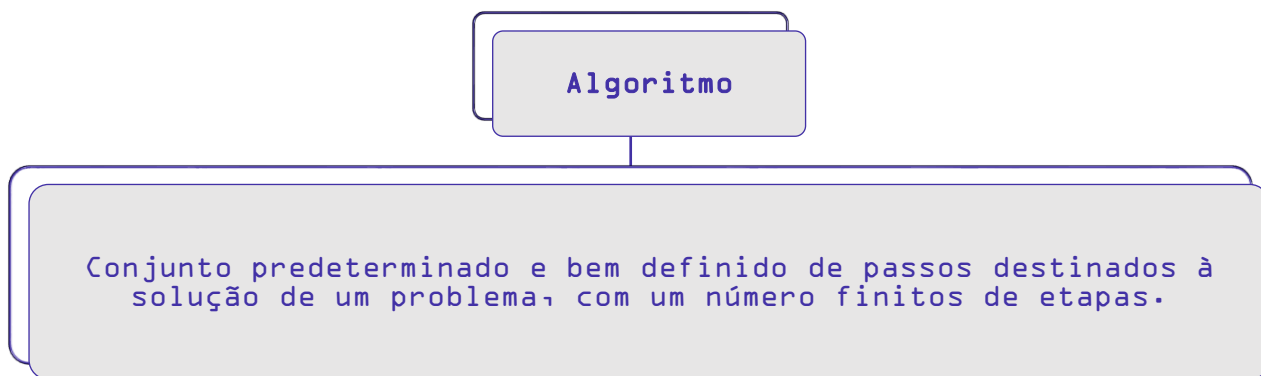 Algoritmo
Conjunto predeterminado e bem definido de passos destinados à
solução de um problema, com um número finitos de etapas.